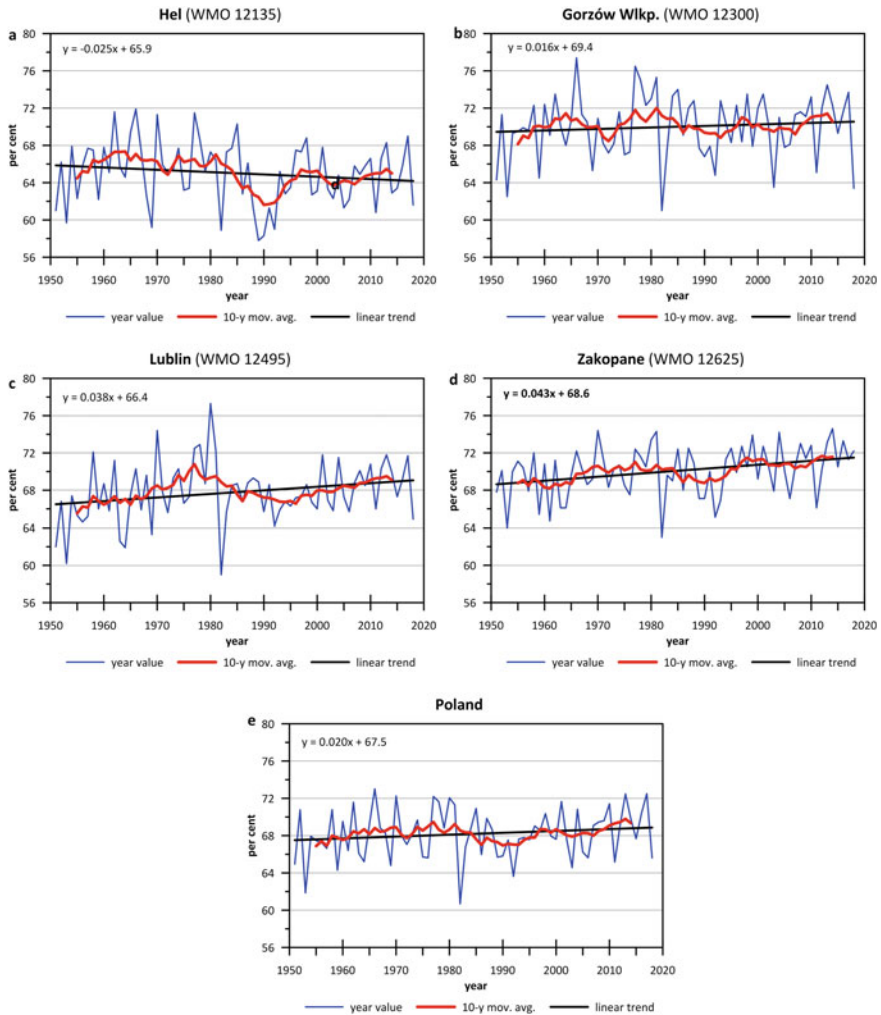 Hel (WMO 12135)
a
y = -0.025x + 65.9
80
76
72
68
64
60
56
per cent
d
1950 1960 1970 1980 1990 2000 2010 2020
year
year value 10-y mov. avg. linear trend
Gorzów Wlkp. (WMO 12300)
b
y = 0.016x + 69.4
80
76
72
68
64
60
56
per cent
1950 1960 1970 1980 1990 2000 2010 2020
year
year value 10-y mov. avg. linear trend
Lublin (WMO 12495)
c
y = 0.038x + 66.4
80
76
72
68
64
60
56
per cent
1950 1960 1970 1980 1990 2000 2010 2020
year
year value 10-y mov. avg. linear trend
Zakopane (WMO 12625)
d
y = 0.043x + 68.6
80
76
72
68
64
60
56
per cent
1950 1960 1970 1980 1990 2000 2010 2020
year
year value 10-y mov. avg. linear trend
Poland
e
y = 0.020x + 67.5
80
76
72
68
64
60
56
per cent
1950 1960 1970 1980 1990 2000 2010 2020
year
year value 10-y mov. avg. linear trend